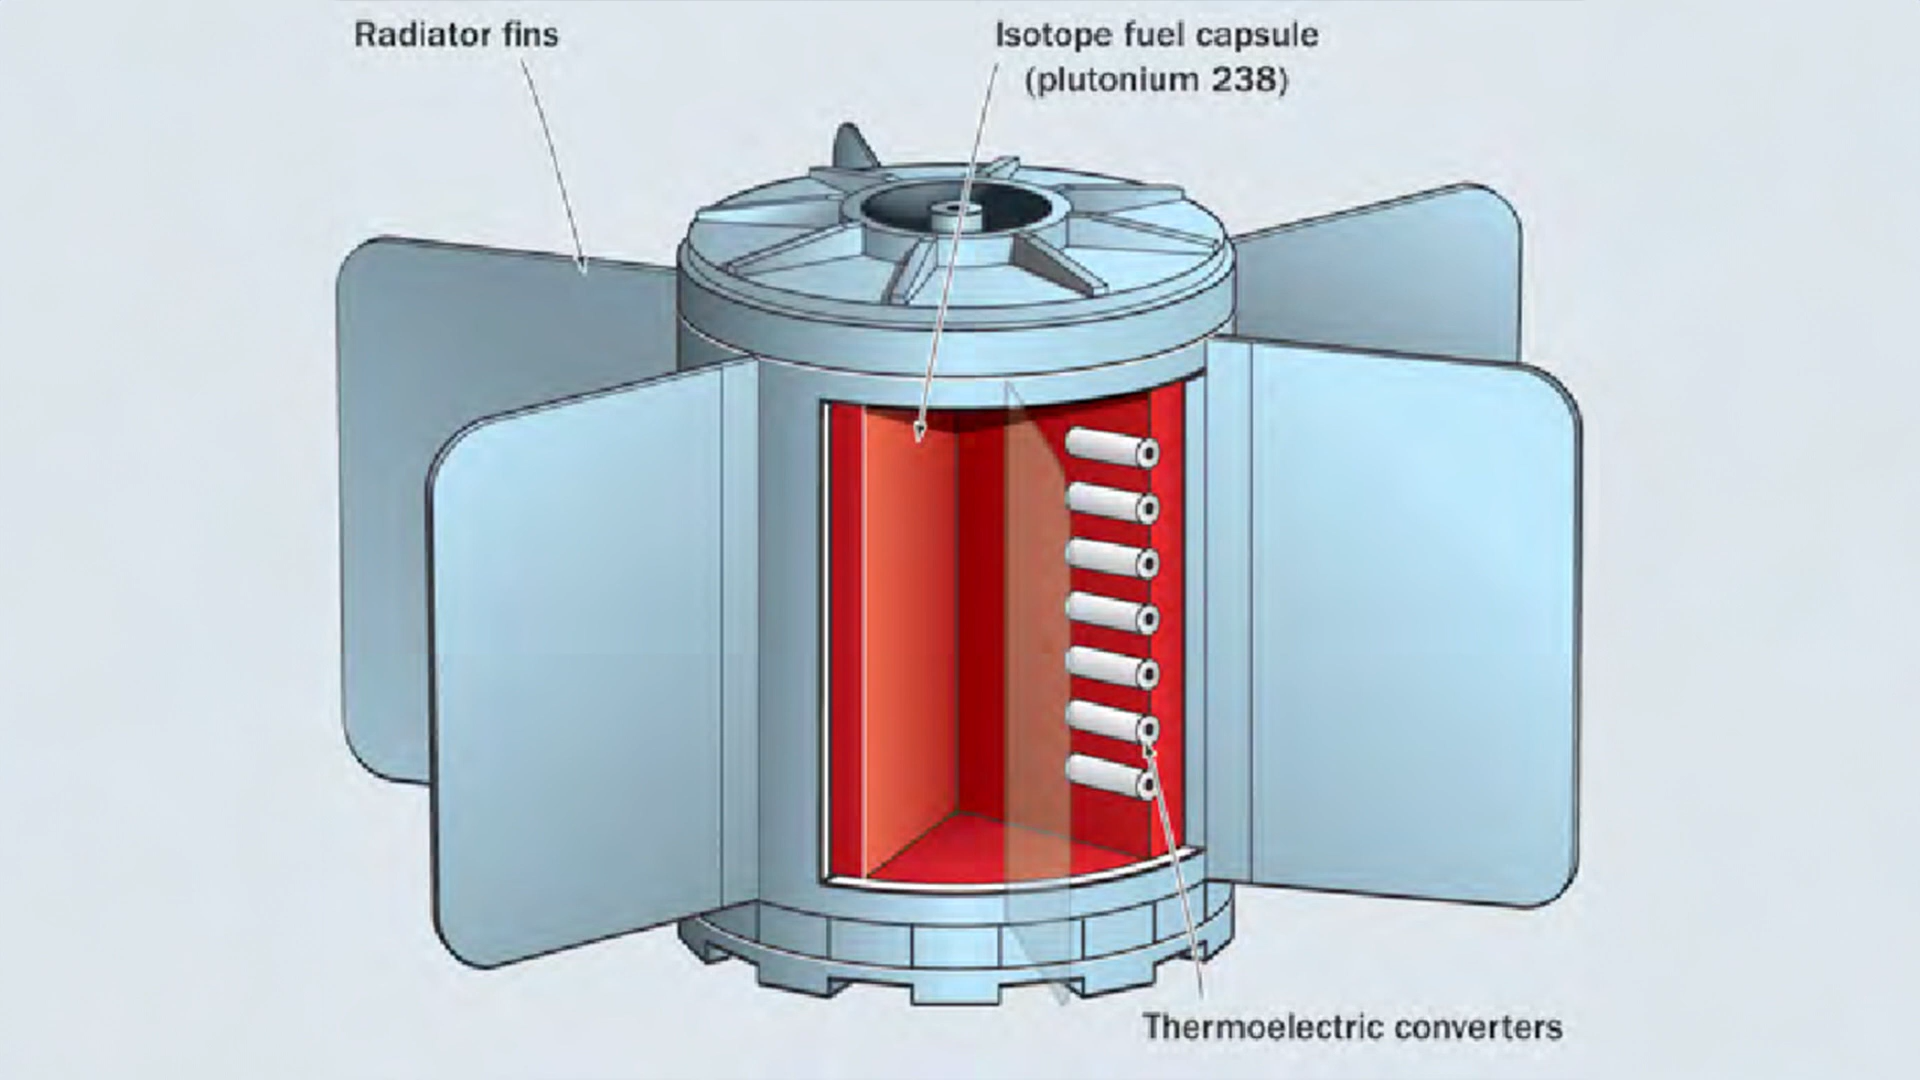 Radiator fins
Isotope fuel capsule
(plutonium 238)
Thermoelectric converters